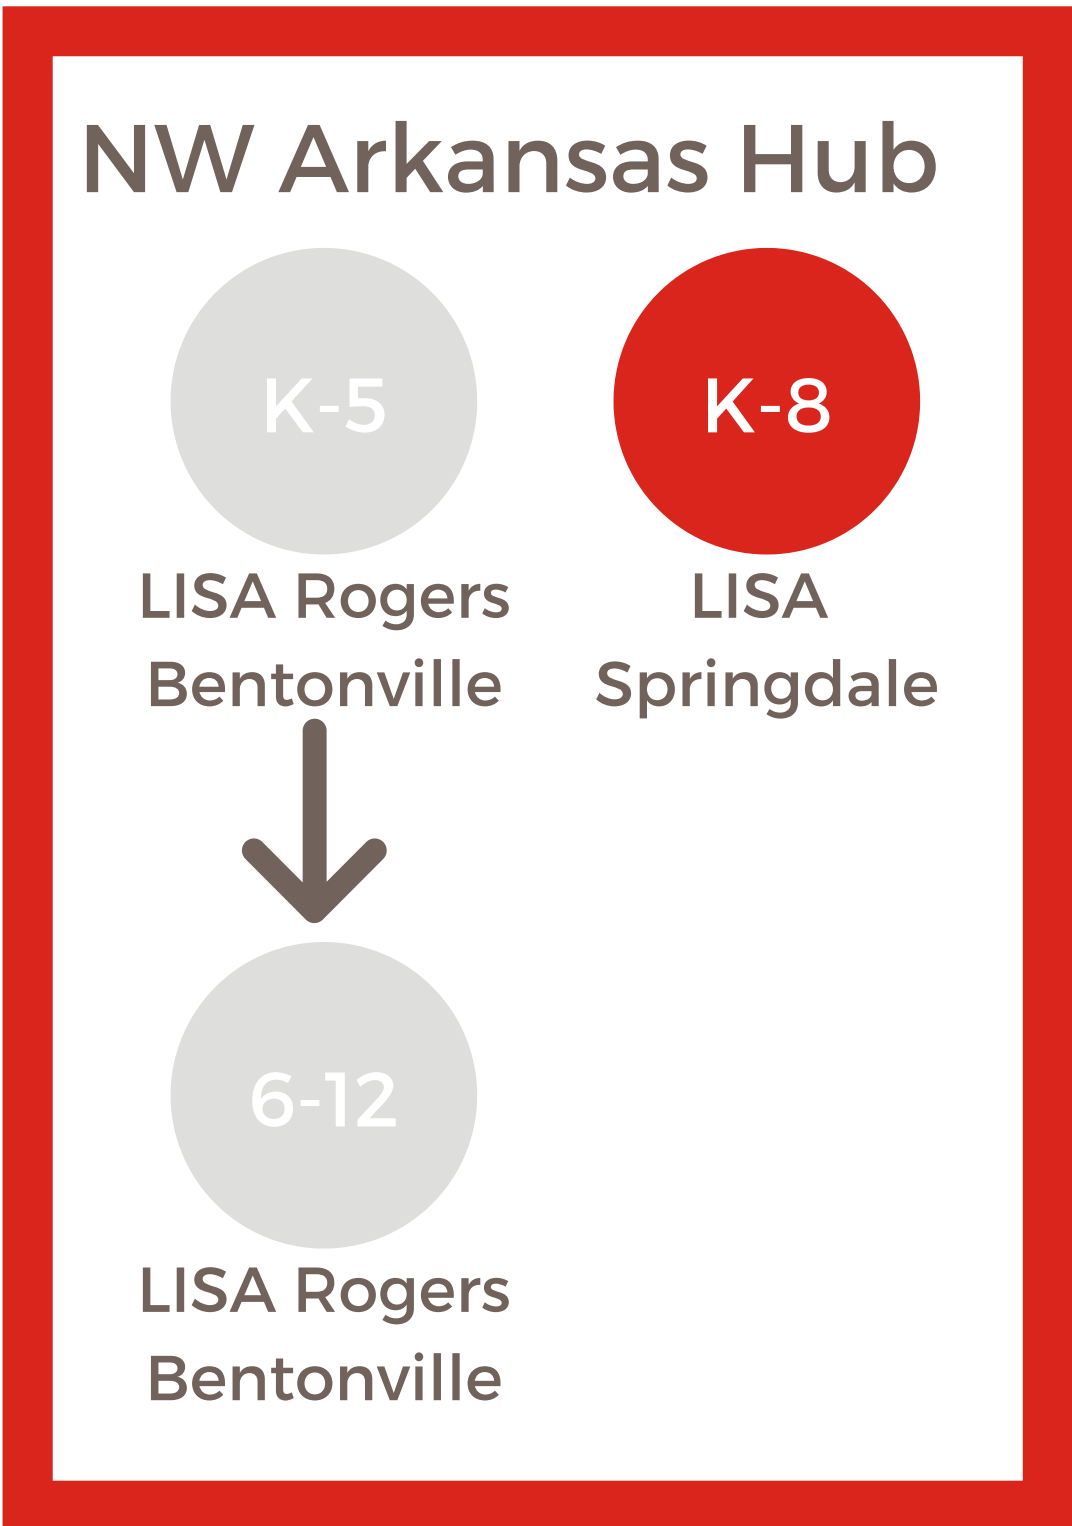 NW Arkansas Hub
K-5
LISA Rogers
Bentonville
K-8
LISA
Springdale
6-12
LISA Rogers
Bentonville